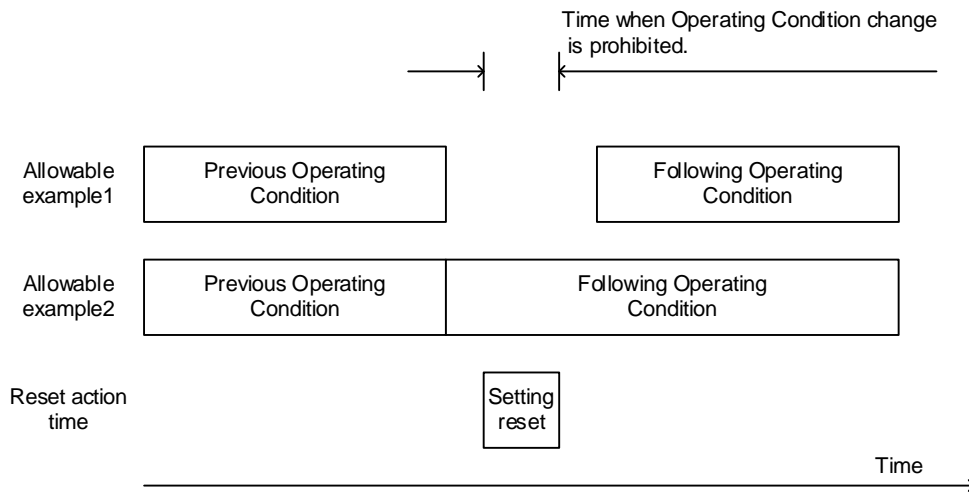 Time when Operating Condition change
is prohibited.
Allowable
example1
Previous Operating
Condition
Following Operating
Condition
Allowable
example2
Previous Operating
Condition
Following Operating
Condition
Reset action
time
Setting
reset
Time